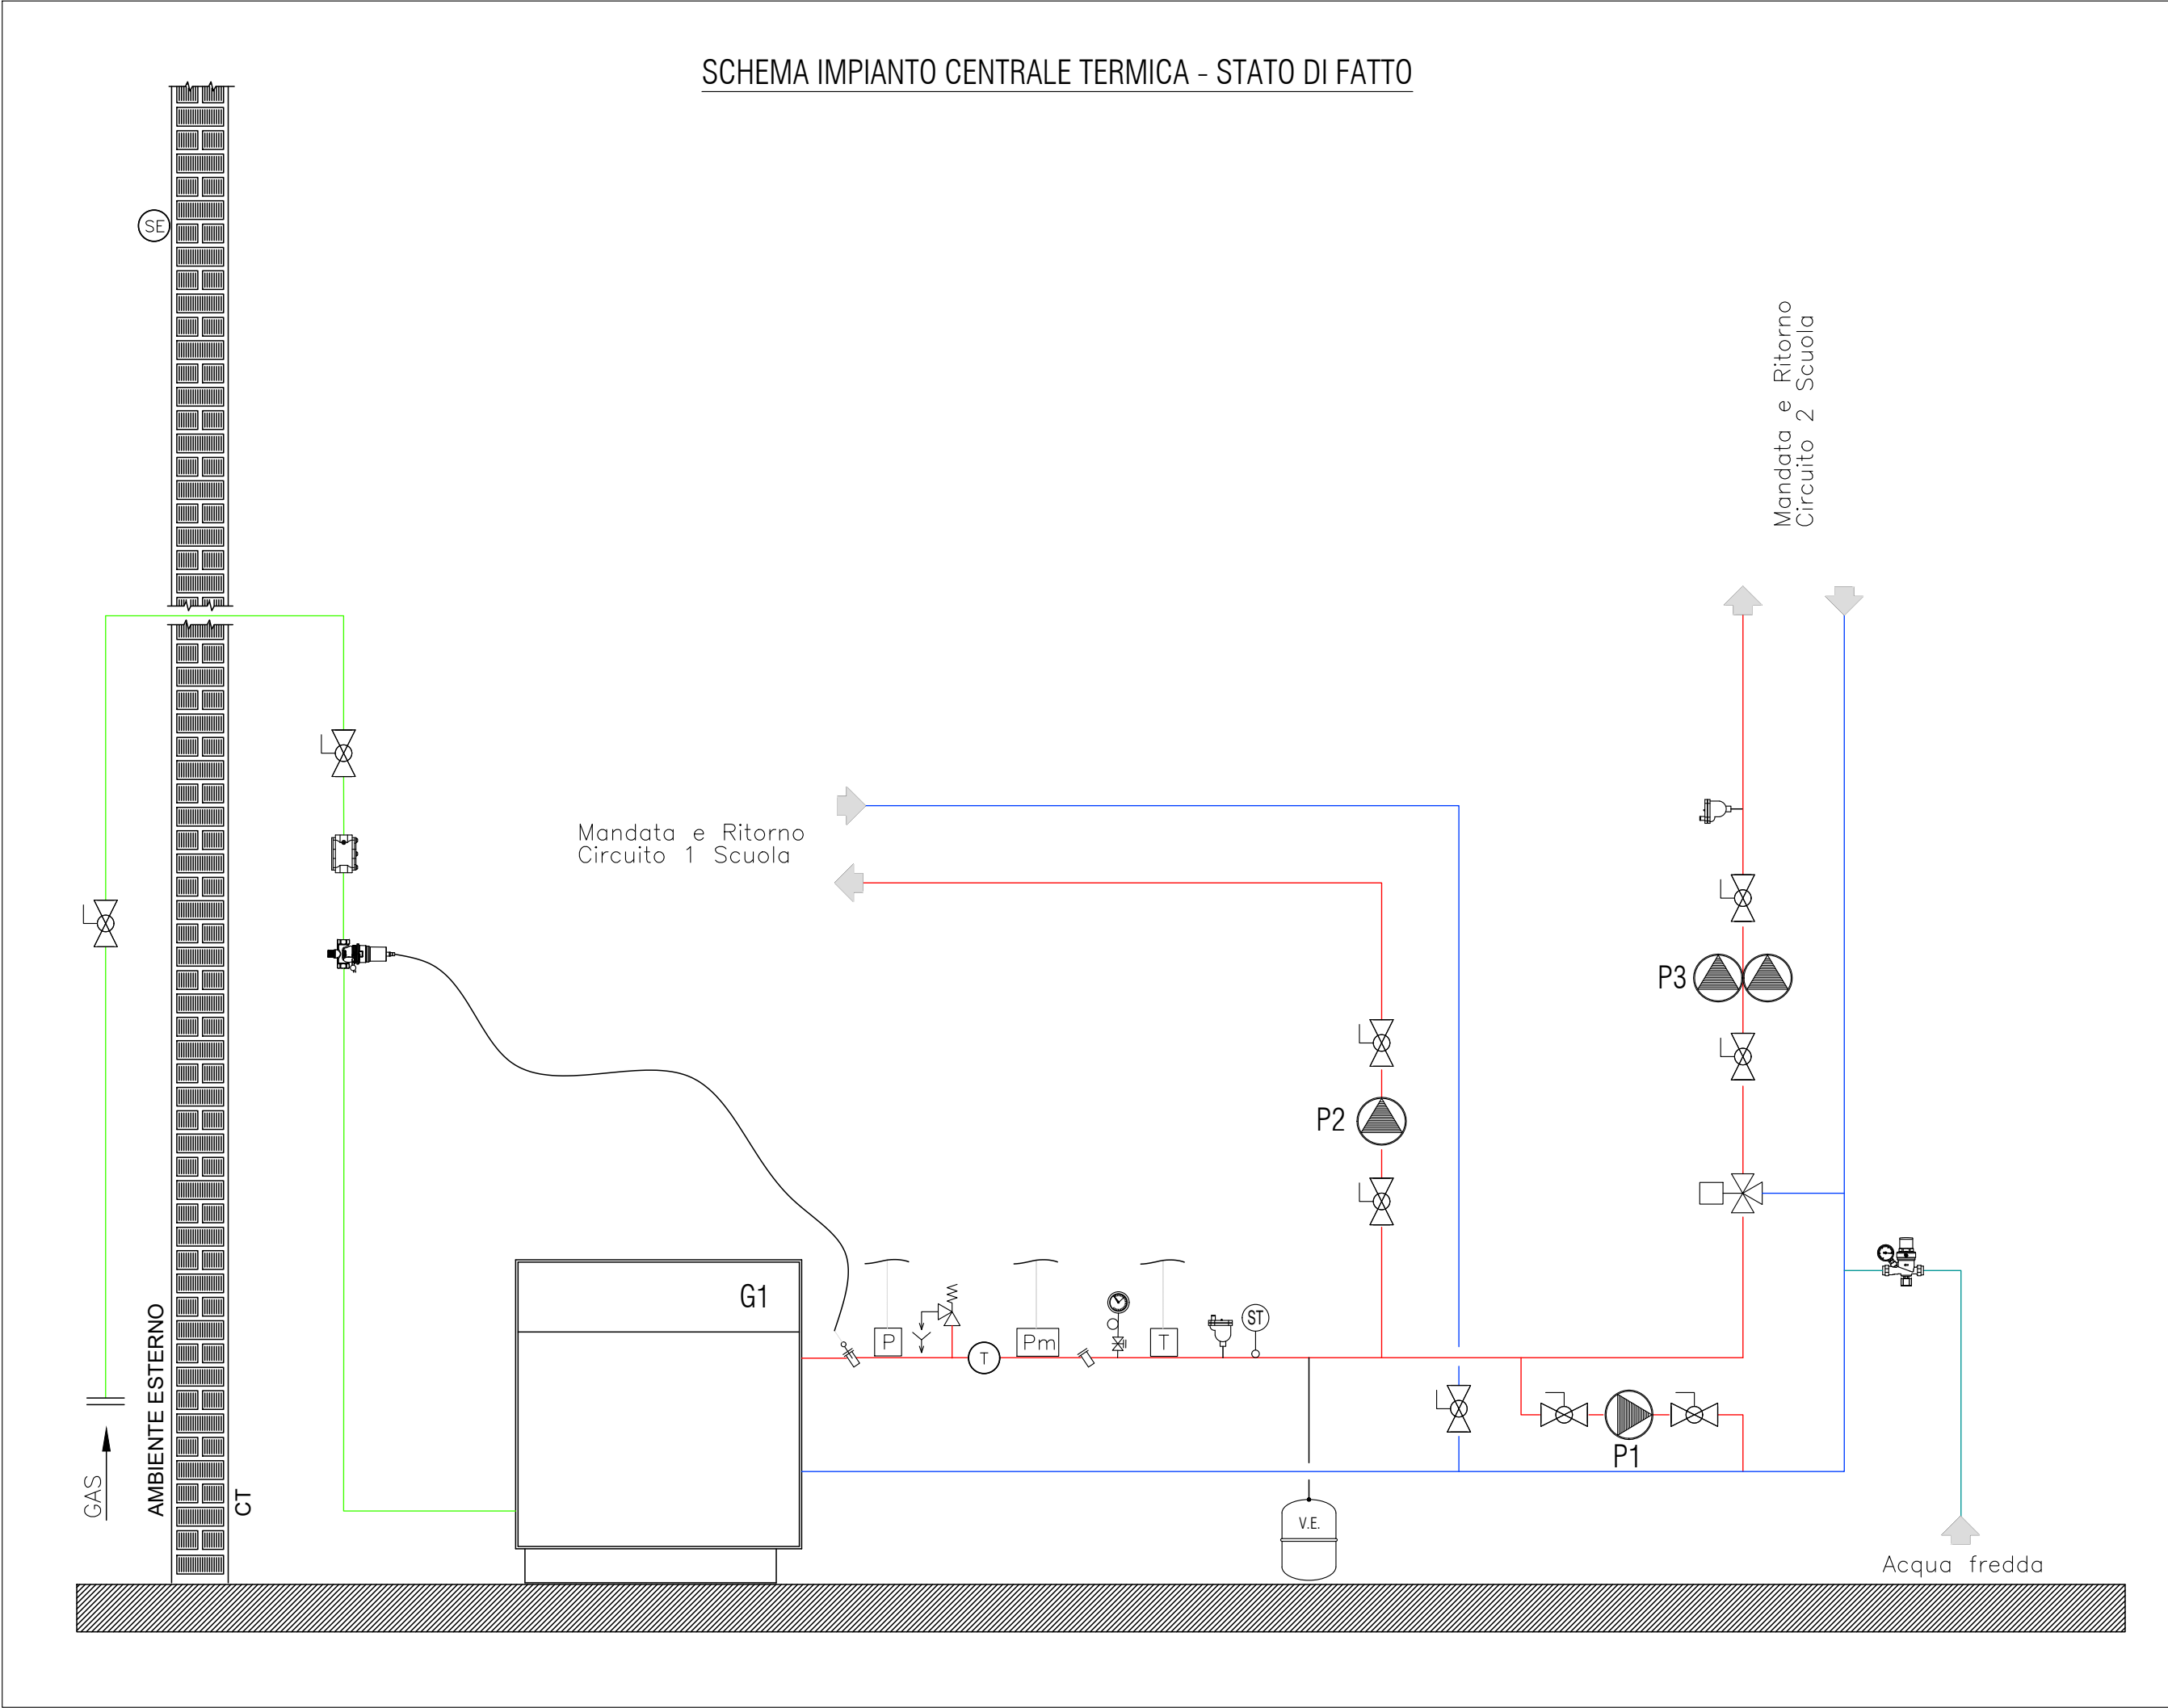 SCHEMA IMPIANTO CENTRALE TERMICA - STATO DI FATTO
SE
Mandata e Ritorno
Circuito 2 Scuola
Mandata e Ritorno
Circuito 1 Scuola
P3
P2
G1
P
T
Pm
T
ST
P1
V.E.
GAS
AMBIENTE ESTERNO
CT
Acqua fredda